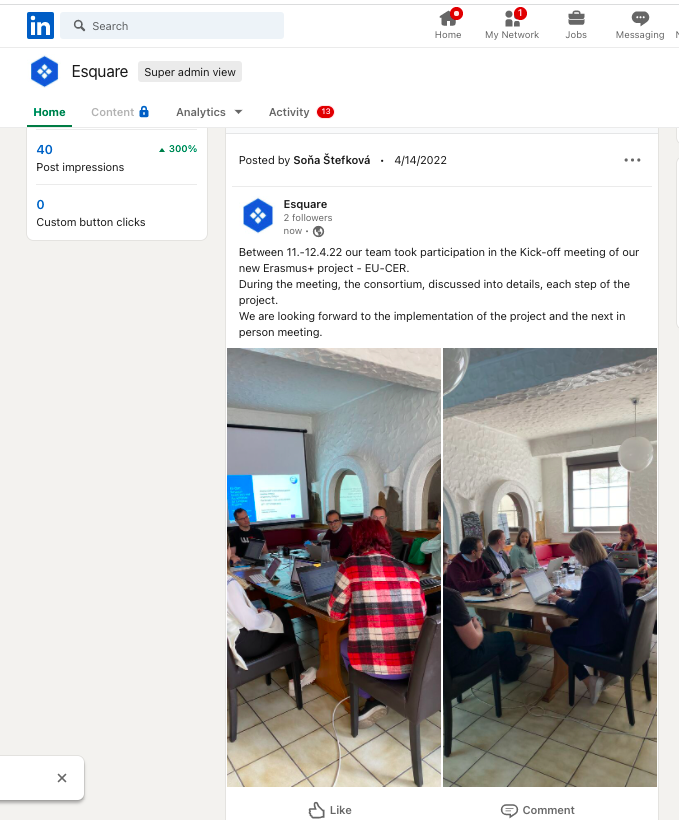 in
Search
Home
1
My Network
Jobs
Messaging
Esquare
Super admin view
Home
Content
Analytics
Activity
13
40
300%
Post impressions
0
Custom button clicks
Posted by Soňa Štefková • 4/14/2022
Esquare
2 followers
now •
Between 11.-12.4.22 our team took participation in the Kick-off meeting of our
new Erasmus+ project - EU-CER.
During the meeting, the consortium, discussed into details, each step of the
project.
We are looking forward to the implementation of the project and the next in
person meeting.
Like
Comment